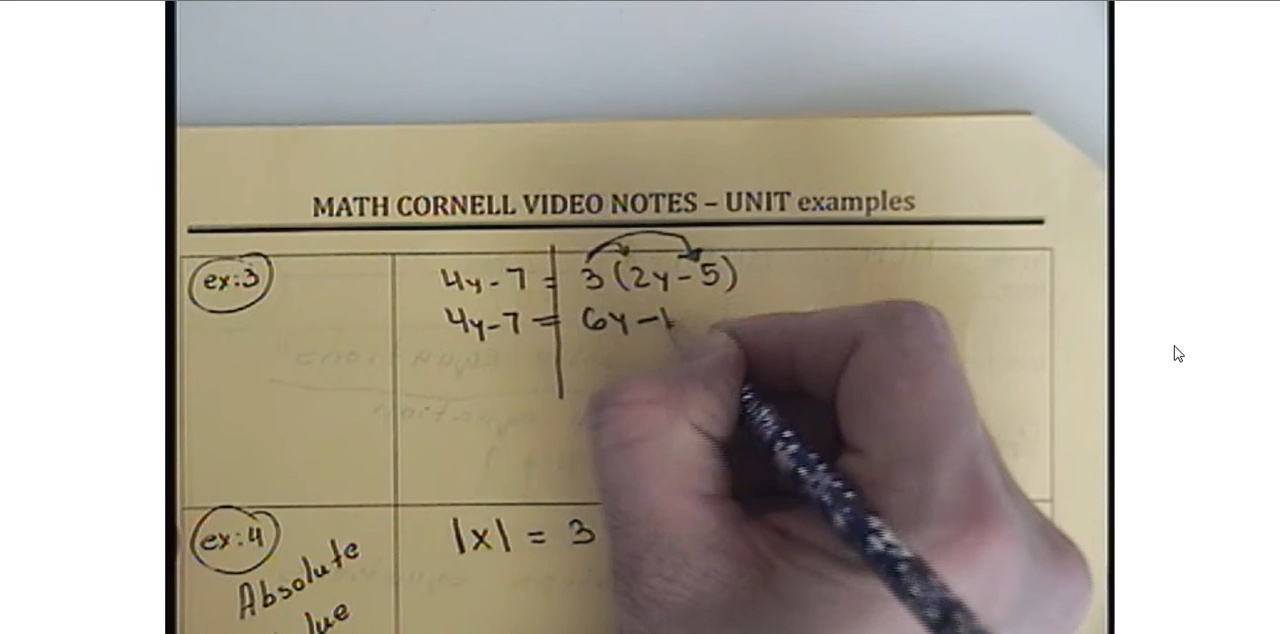 MATH CORNELL VIDEO NOTES – UNIT examples
ex:3
4y - 7 = 3(2y - 5)
4y - 7 = 6y - 1
ex:4
Absolute
|x| = 3